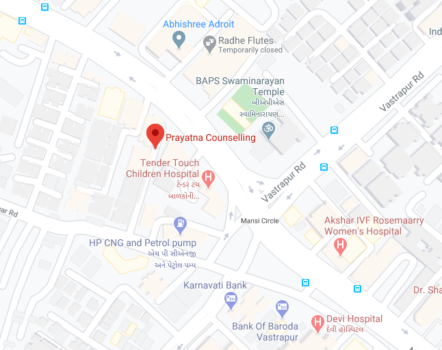 Abhishree Adroit
Radhe Flutes
Temporarily closed
BAPS Swaminarayan
Temple
બીએપીએસ
સ્વામિનારાયણ...
Vastrapur Rd
Prayatna Counselling
Tender Touch
Children Hospital
ટેન્ડર ટચ
બાળકોની...
Vastrapur Rd
ar Rd
Mansi Circle
Akshar IVF Rosemaarry
Women's Hospital
HP CNG and Petrol pump
એચ પી સીએનજી
અને પેટ્રોલ પમ્પ
Karnavati Bank
Dr. Sha
Bank Of Baroda
Vastrapur
Devi Hospital
દેવી હોસ્પિટલ